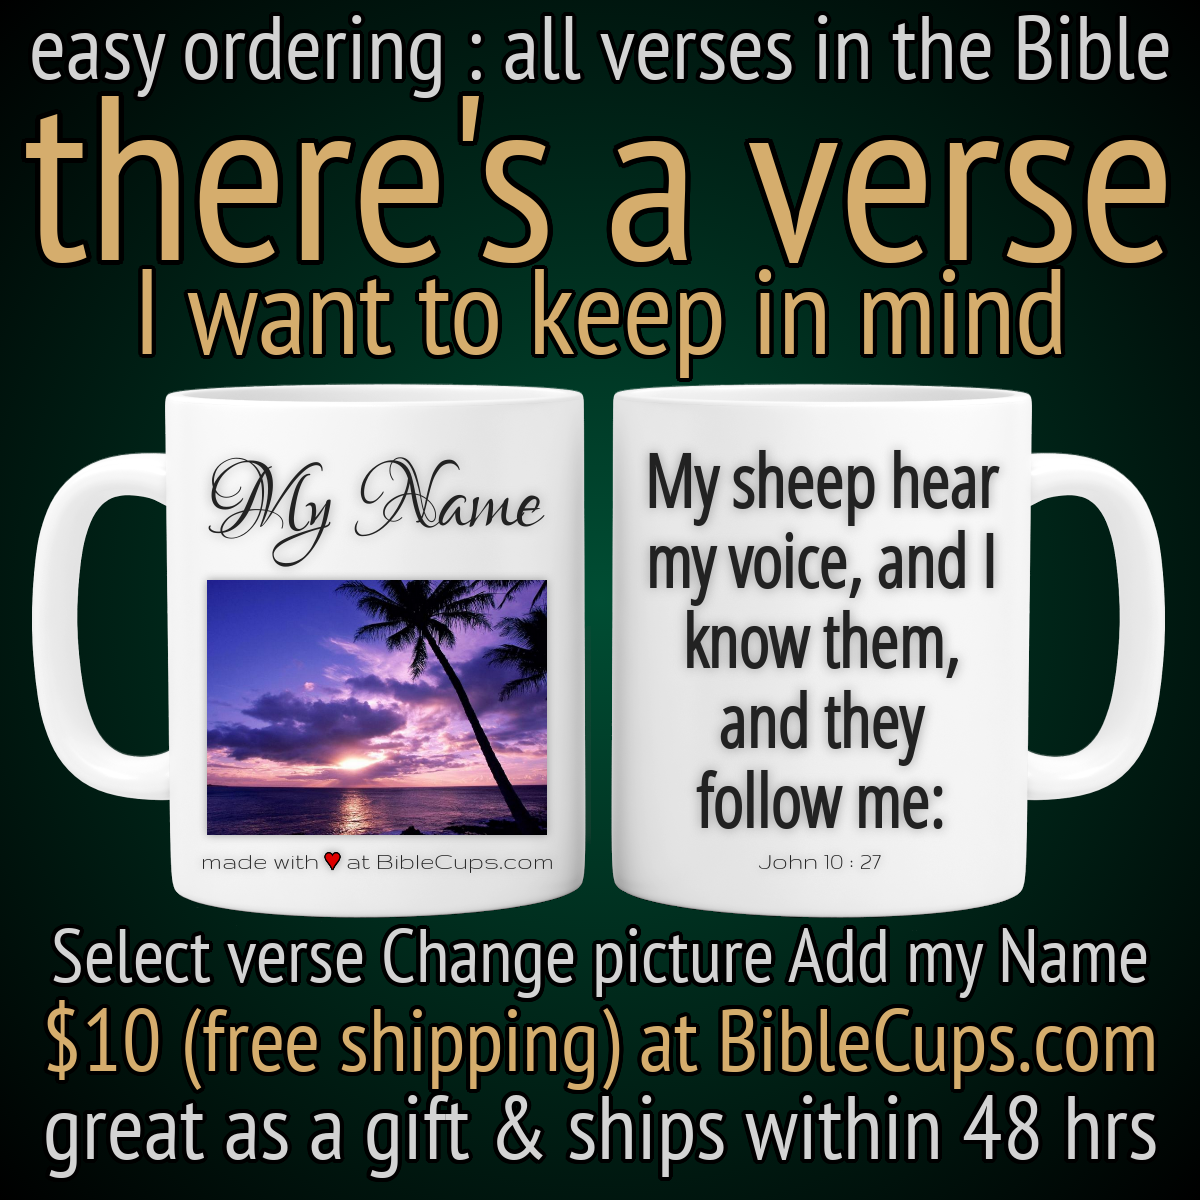 easy ordering : all verses in the Bible
there's a verse
I want to keep in mind
My Name
made with ♥ at BibleCups.com
My sheep hear
my voice, and I
know them,
and they
follow me:
John 10 : 27
Select verse Change picture Add my Name
$10 (free shipping) at BibleCups.com
great as a gift & ships within 48 hrs